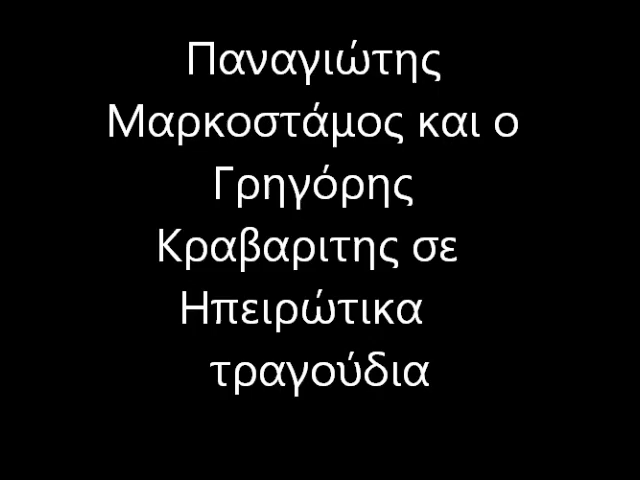 Παναγιώτης
Μαρκοστάμος και ο
Γρηγόρης
Κραβαριτης σε
Ηπειρώτικα
τραγούδια